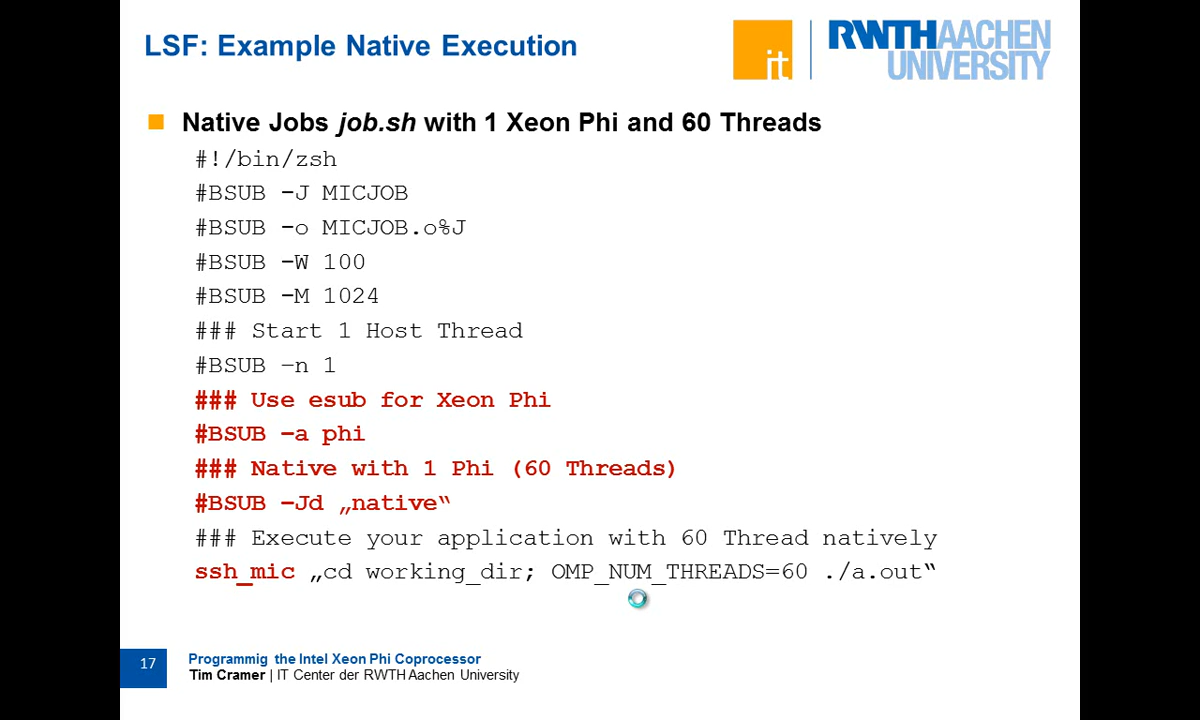 LSF: Example Native Execution
it
RWTHAACHEN
UNIVERSITY
Native Jobs job.sh with 1 Xeon Phi and 60 Threads
#!/bin/zsh
#BSUB -J MICJOB
#BSUB -o MICJOB.o%J
#BSUB -W 100
#BSUB -M 1024
### Start 1 Host Thread
#BSUB –n 1
### Use esub for Xeon Phi
#BSUB –a phi
### Native with 1 Phi (60 Threads)
#BSUB –Jd „native“
### Execute your application with 60 Thread natively
ssh_mic „cd working_dir; OMP_NUM_THREADS=60 ./a.out“
17
Programmig the Intel Xeon Phi Coprocessor
Tim Cramer | IT Center der RWTH Aachen University